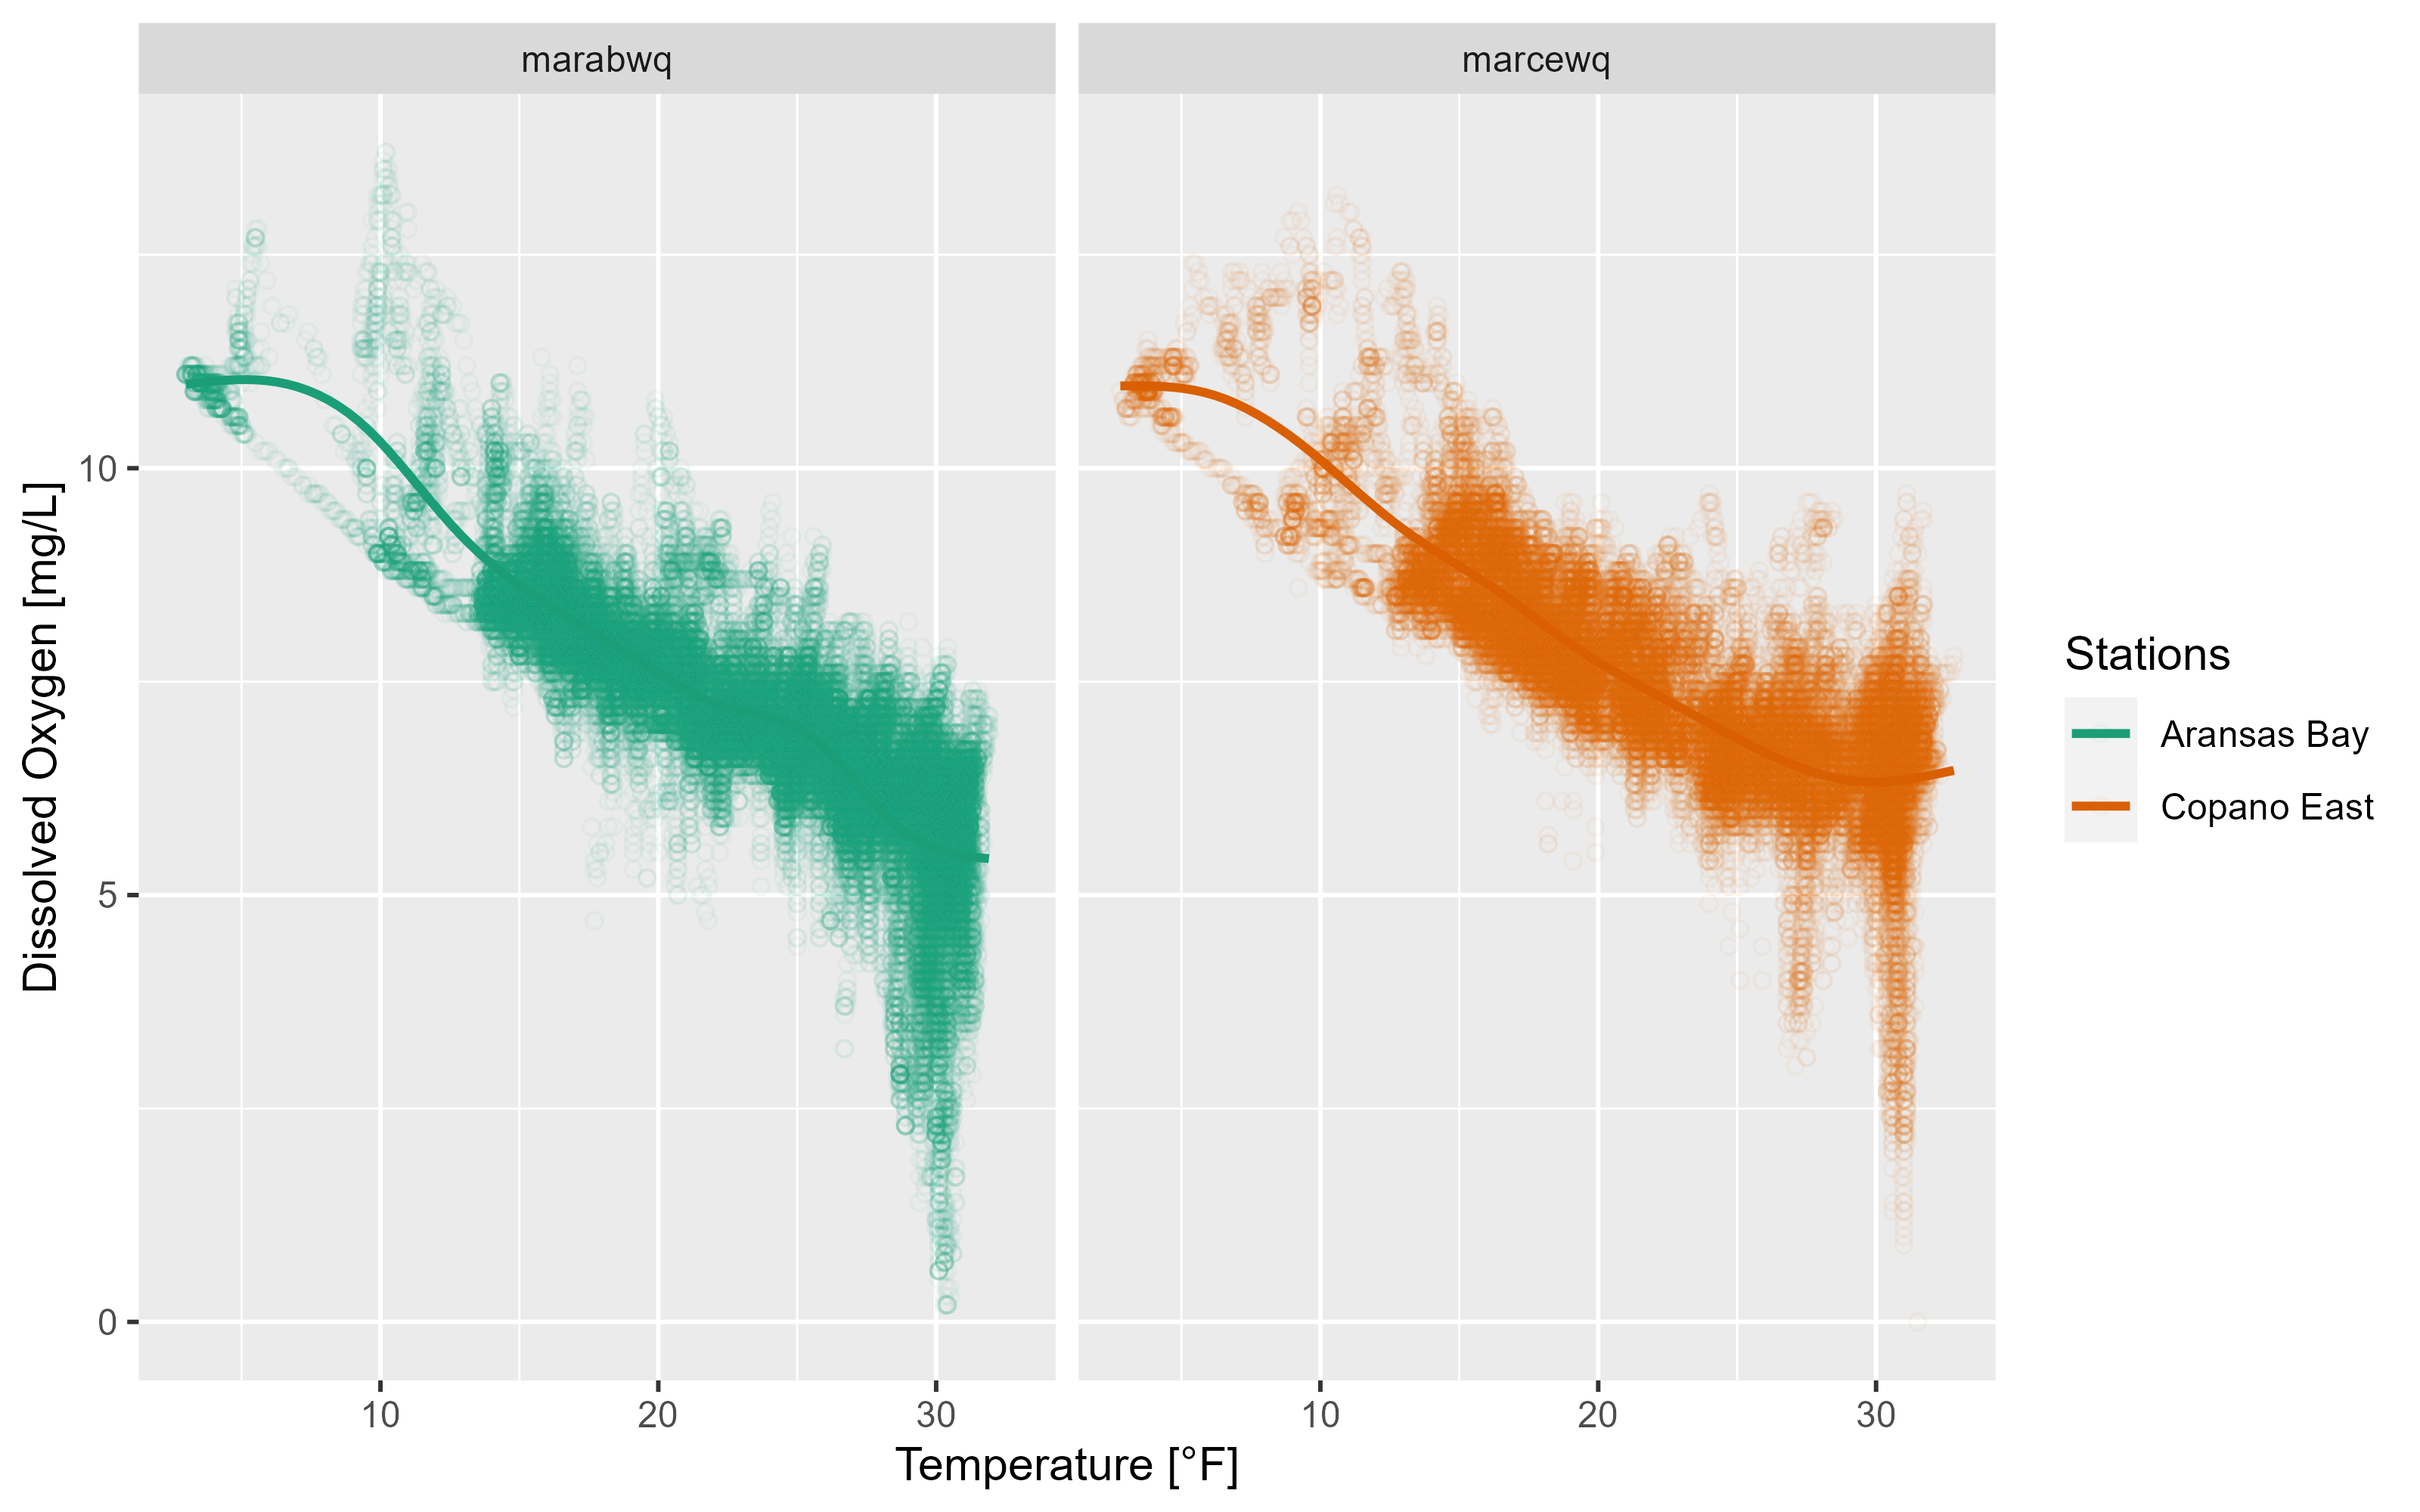 marabwq
marcewq
Dissolved Oxygen [mg/L]
10
5
0
10
20
30
10
20
30
Temperature [°F]
Stations
Aransas Bay
Copano East